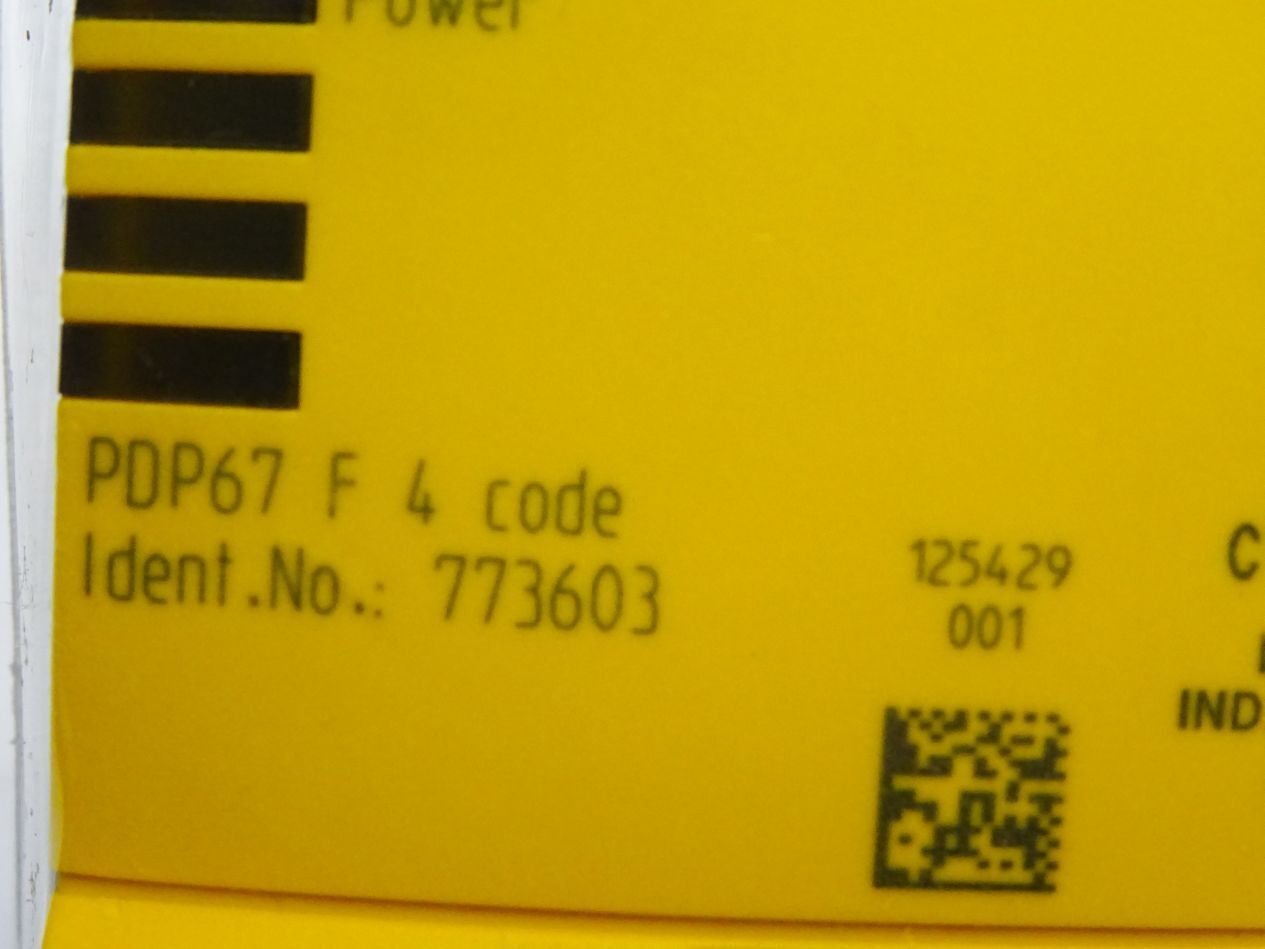 Power
PDP67 F 4 code
Ident.No.: 773603
125429
001
C
IND